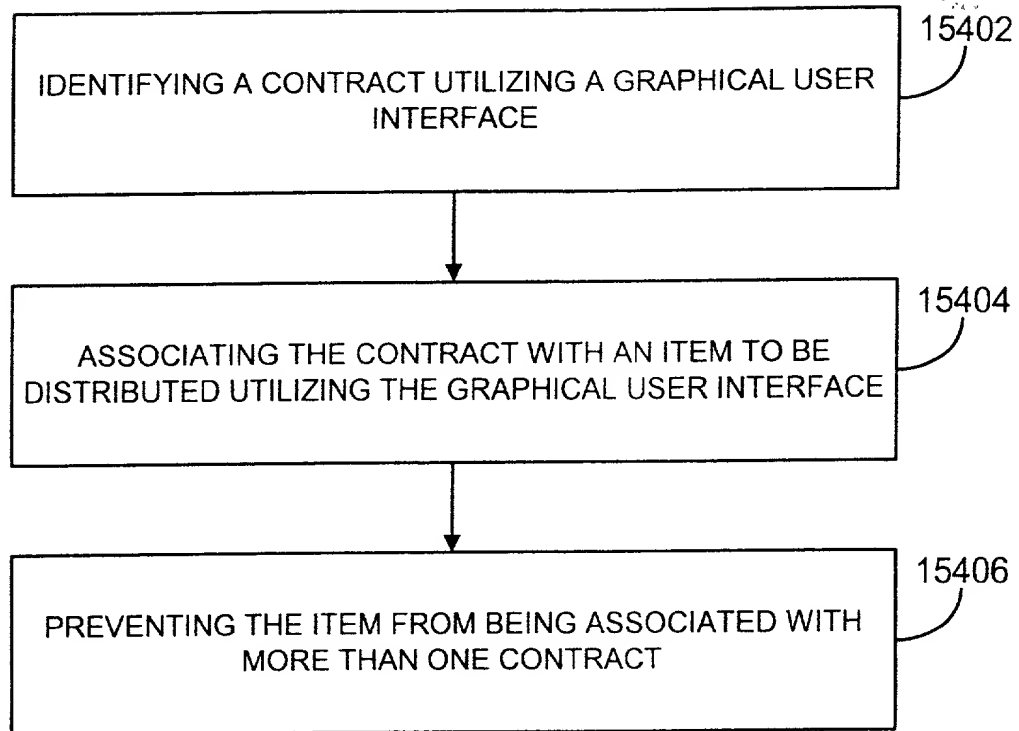 15402
IDENTIFYING A CONTRACT UTILIZING A GRAPHICAL USER
INTERFACE
15404
ASSOCIATING THE CONTRACT WITH AN ITEM TO BE
DISTRIBUTED UTILIZING THE GRAPHICAL USER INTERFACE
15406
PREVENTING THE ITEM FROM BEING ASSOCIATED WITH
MORE THAN ONE CONTRACT